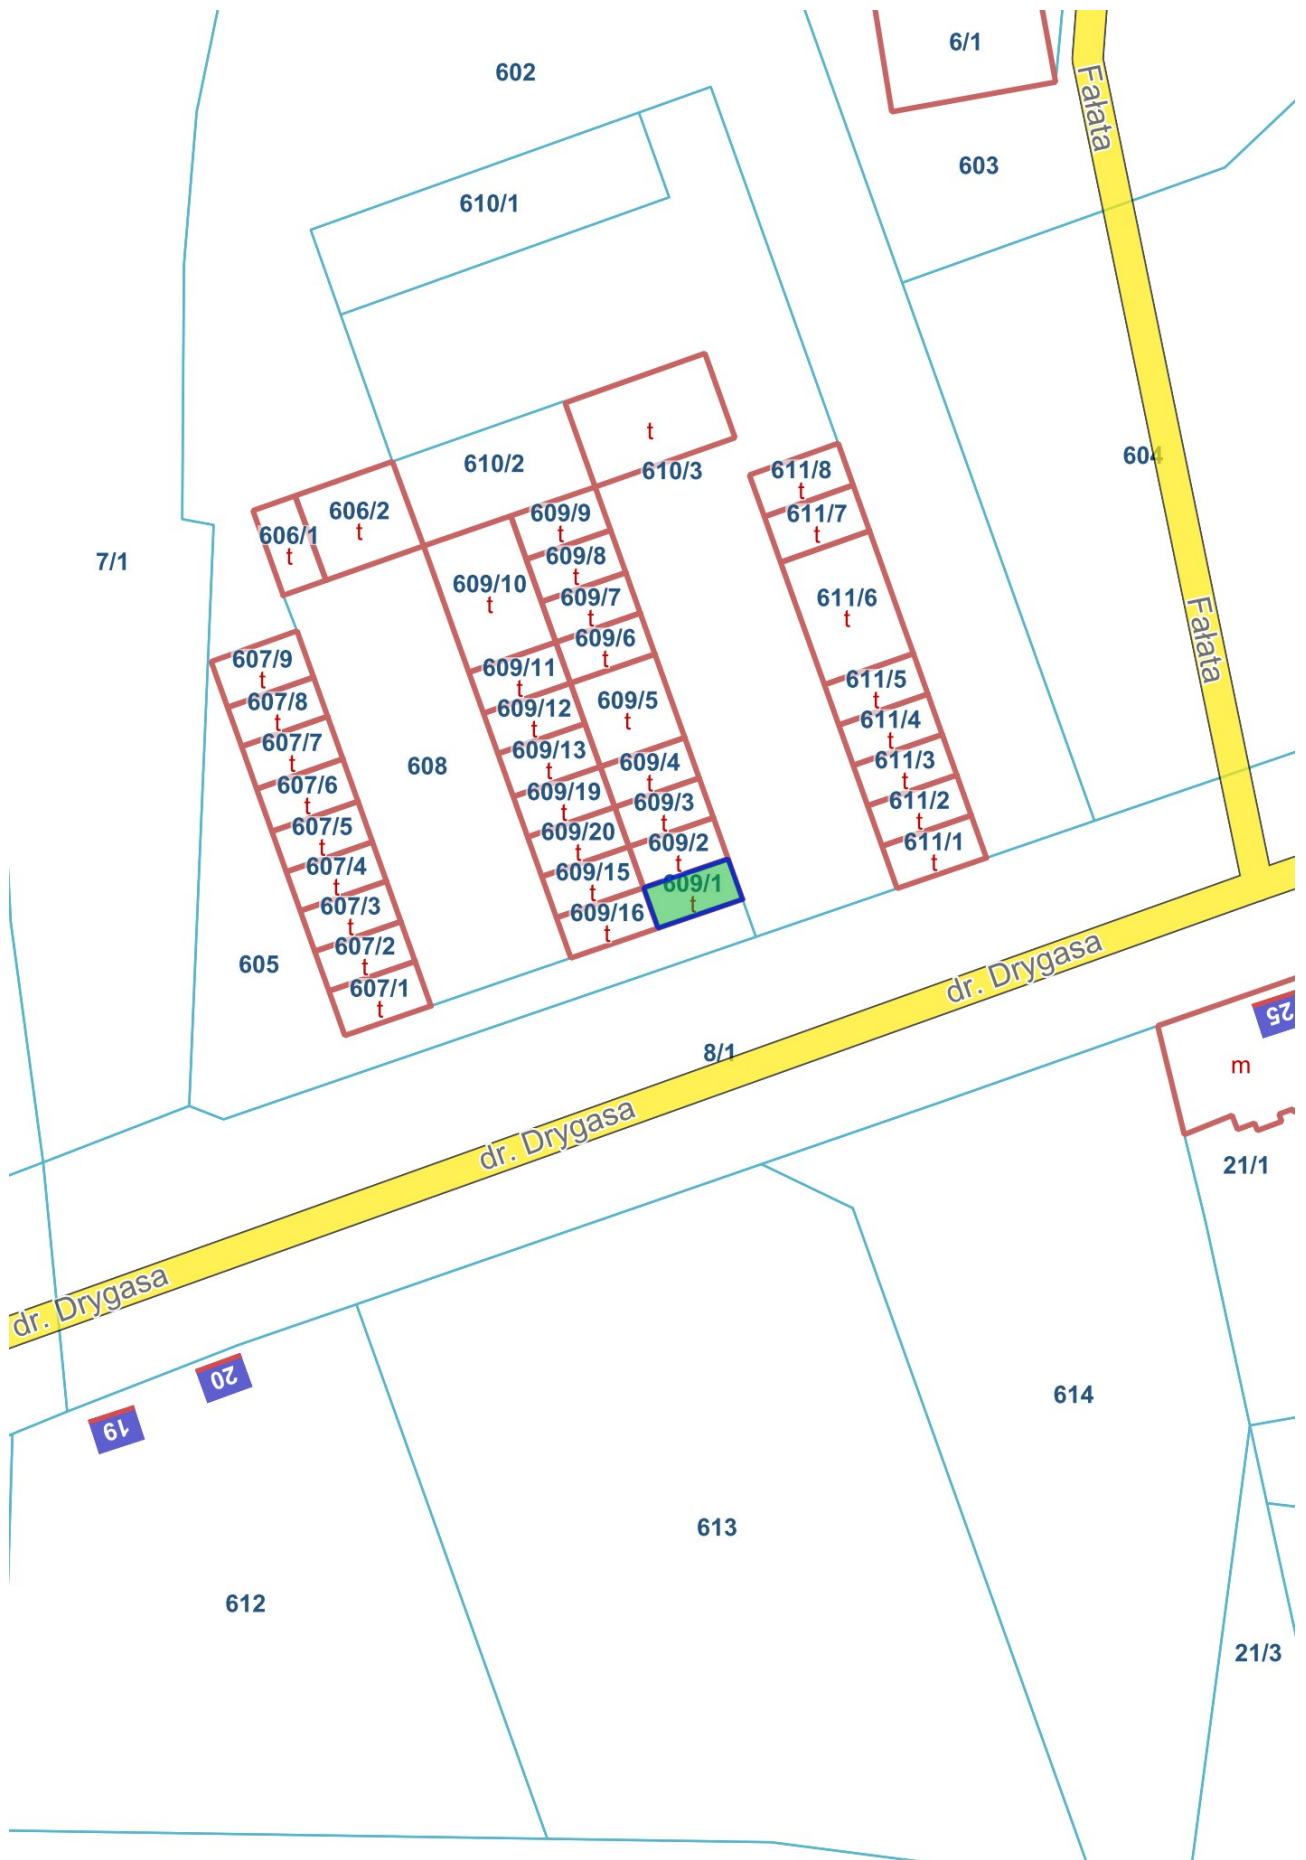 6/1
602
Fałata
603
610/1
604
t
610/2
610/3
611/8
t
606/2
t
606/1
t
609/9
t
611/7
t
7/1
609/8
t
609/10
t
609/7
t
611/6
t
Fałata
609/6
t
607/9
t
609/11
t
611/5
t
607/8
t
609/5
t
609/12
t
611/4
t
607/7
t
609/13
t
608
609/4
t
611/3
t
607/6
t
609/19
t
609/3
t
611/2
t
607/5
t
609/20
t
609/2
t
611/1
t
607/4
t
609/15
t
609/1
t
607/3
t
609/16
t
607/2
t
605
607/1
t
dr. Drygasa
25
8/1
m
dr. Drygasa
21/1
dr. Drygasa
20
19
614
613
612
21/3